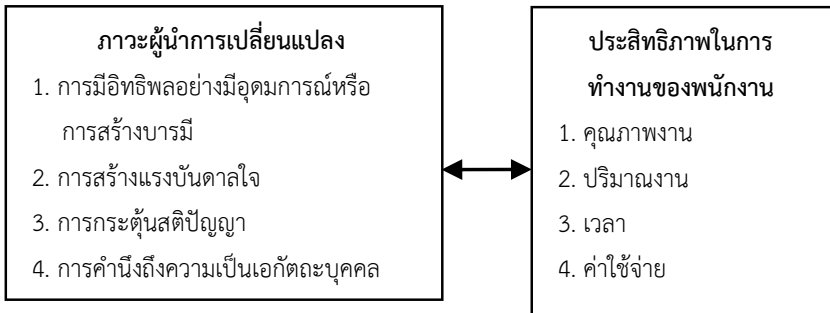 ภาวะผู้นำการเปลี่ยนแปลง
1. การมีอิทธิพลอย่างมีอุดมการณ์หรือ
การสร้างบารมี
2. การสร้างแรงบันดาลใจ
3. การกระตุ้นสติปัญญา
4. การคำนึงถึงความเป็นเอกัตถะบุคคล
ประสิทธิภาพในการ
ทำงานของพนักงาน
1. คุณภาพงาน
2. ปริมาณงาน
3. เวลา
4. ค่าใช้จ่าย